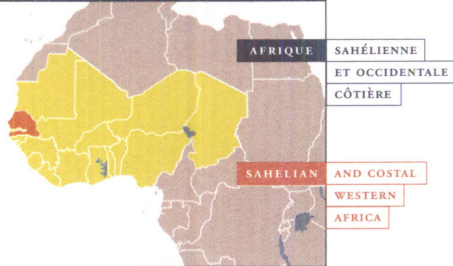 AFRIQUE SAHÉLIENNE
ET OCCIDENTALE
CÔTIÈRE
SAHELIAN AND COSTAL
WESTERN
AFRICA